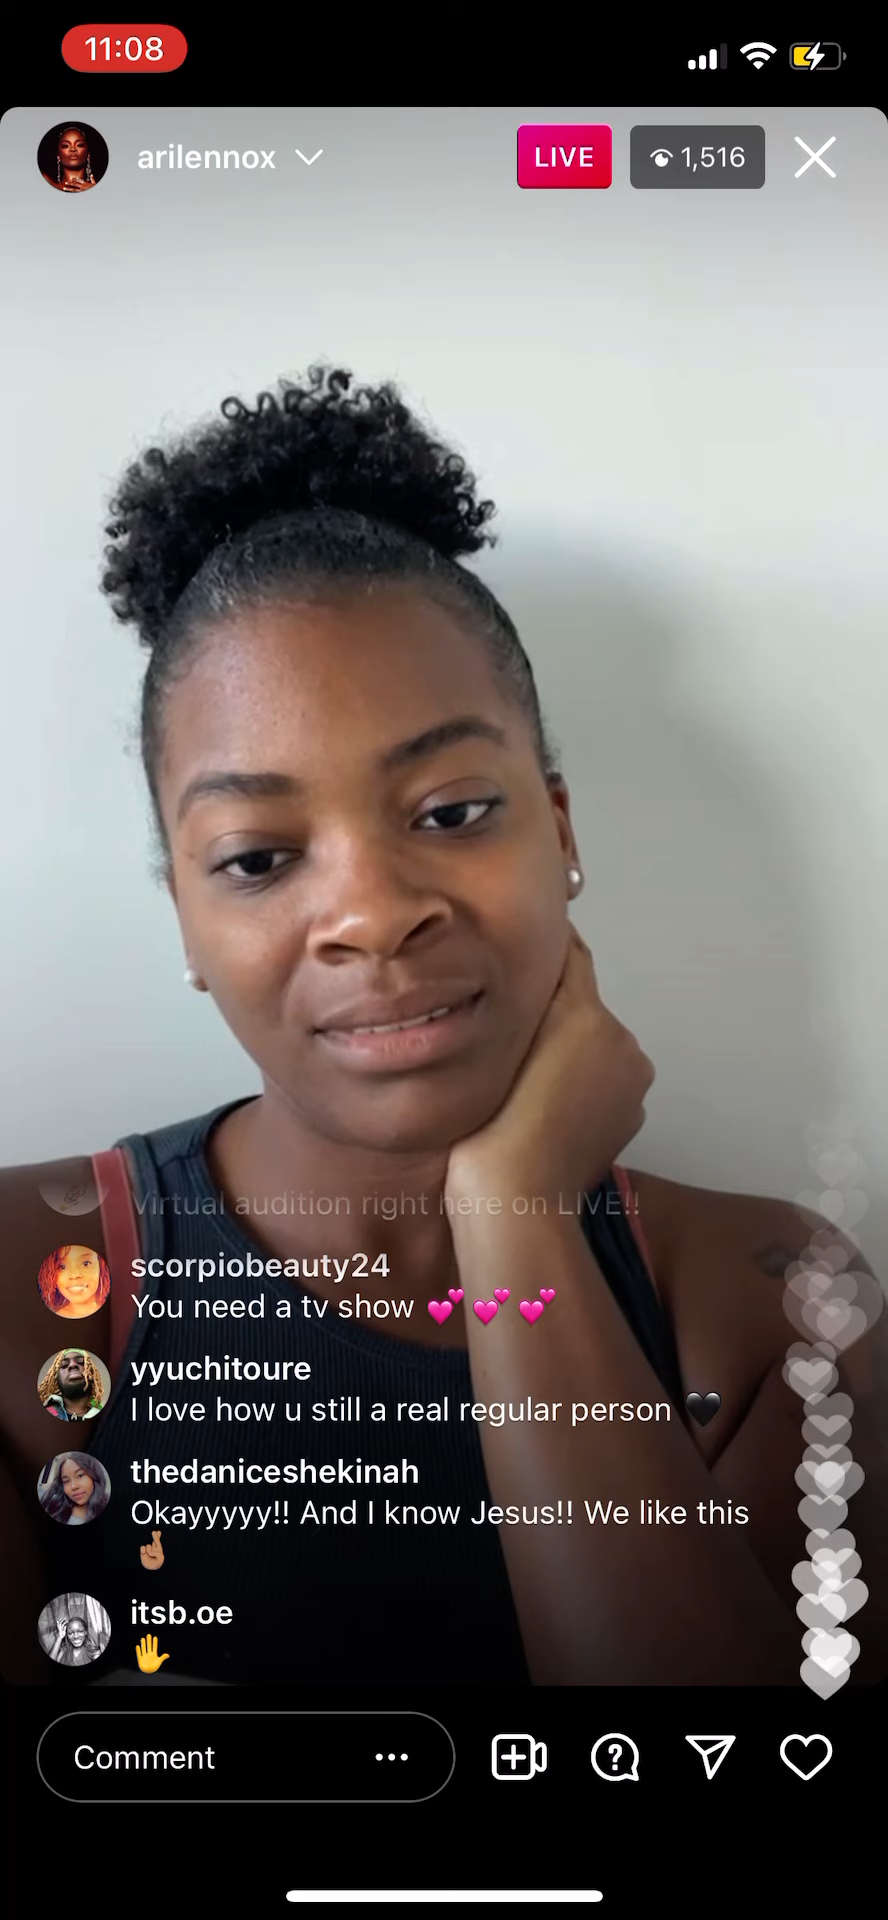 11:08
arilennox
LIVE
1,516
Virtual audition right here on LIVE!!
scorpiobeauty24
You need a tv show 💕 💕 💕
yyuchitoure
I love how u still a real regular person 🖤
thedaniceshekinah
Okayyyyy!! And I know Jesus!! We like this
🤞🏽
itsb.oe
🤚
Comment